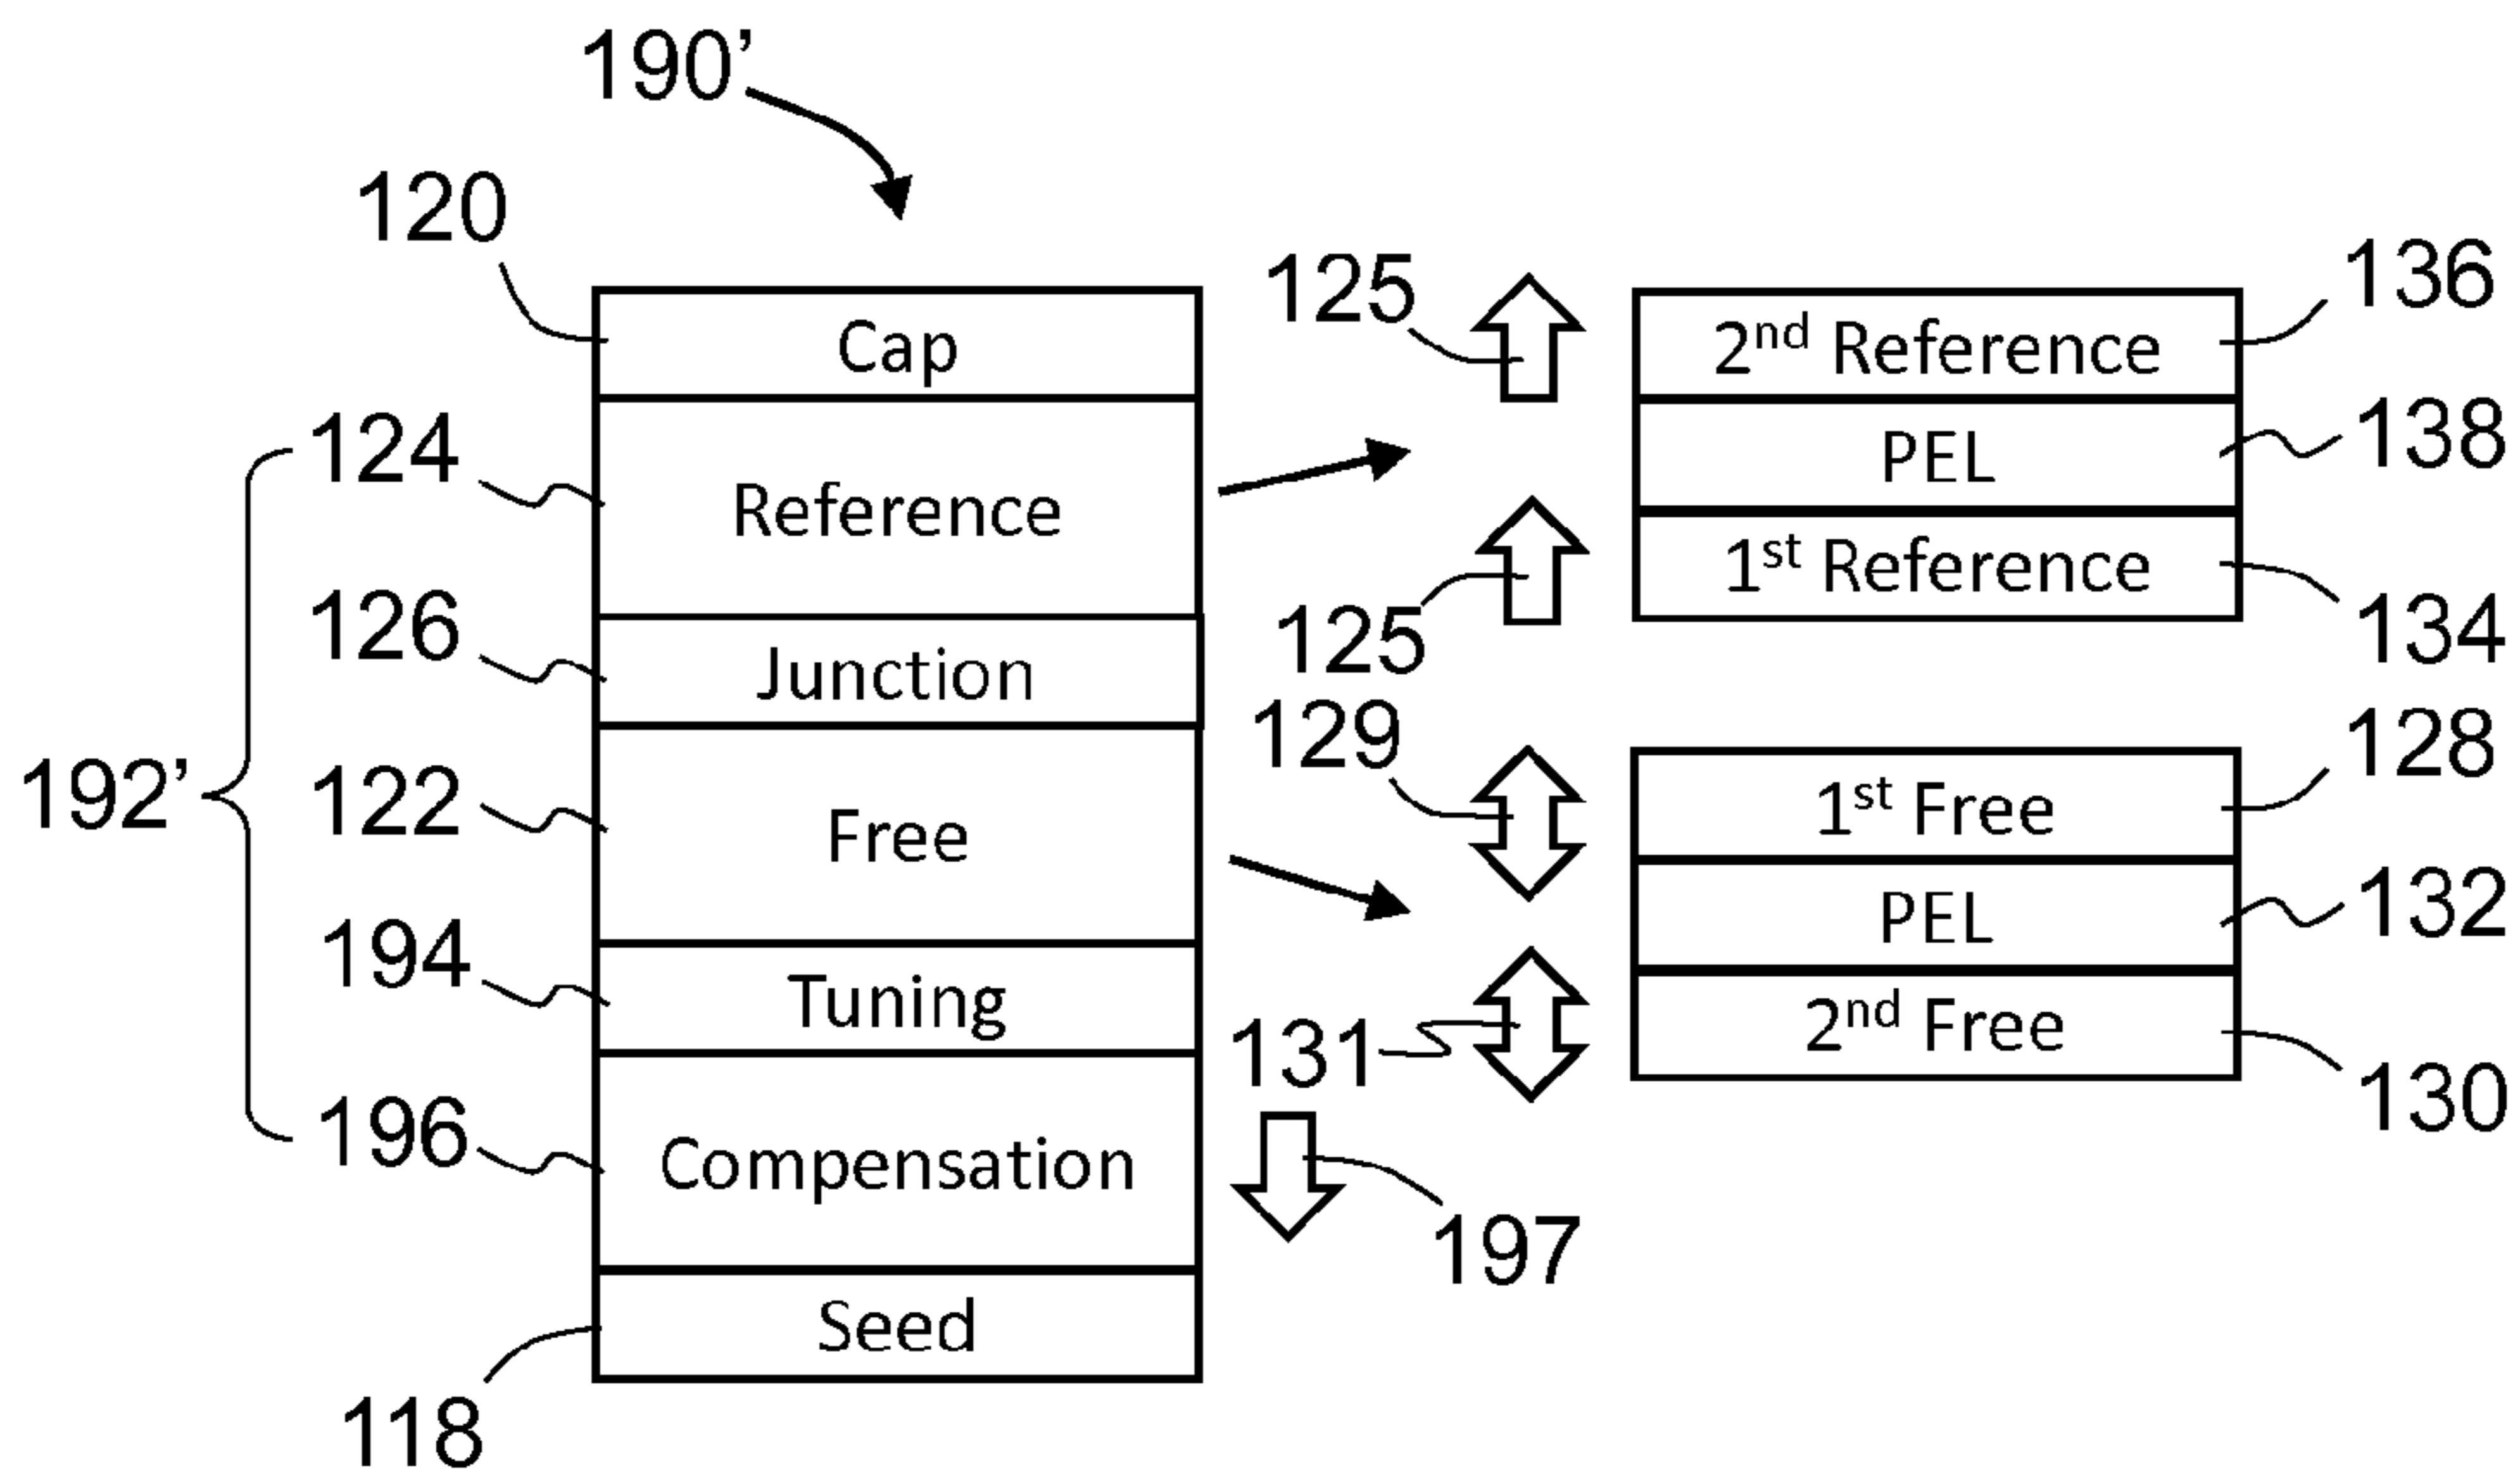 190’
120
Cap
125
2nd Reference
136
124
Reference
PEL
138
125
1st Reference
134
126
Junction
129
1st Free
128
192’
122
Free
PEL
132
194
Tuning
131
2nd Free
130
196
Compensation
197
Seed
118